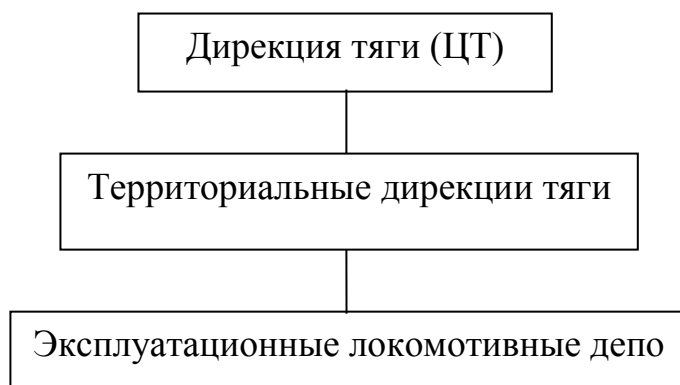 Дирекция тяги (ЦТ)
Территориальные дирекции тяги
Эксплуатационные локомотивные депо